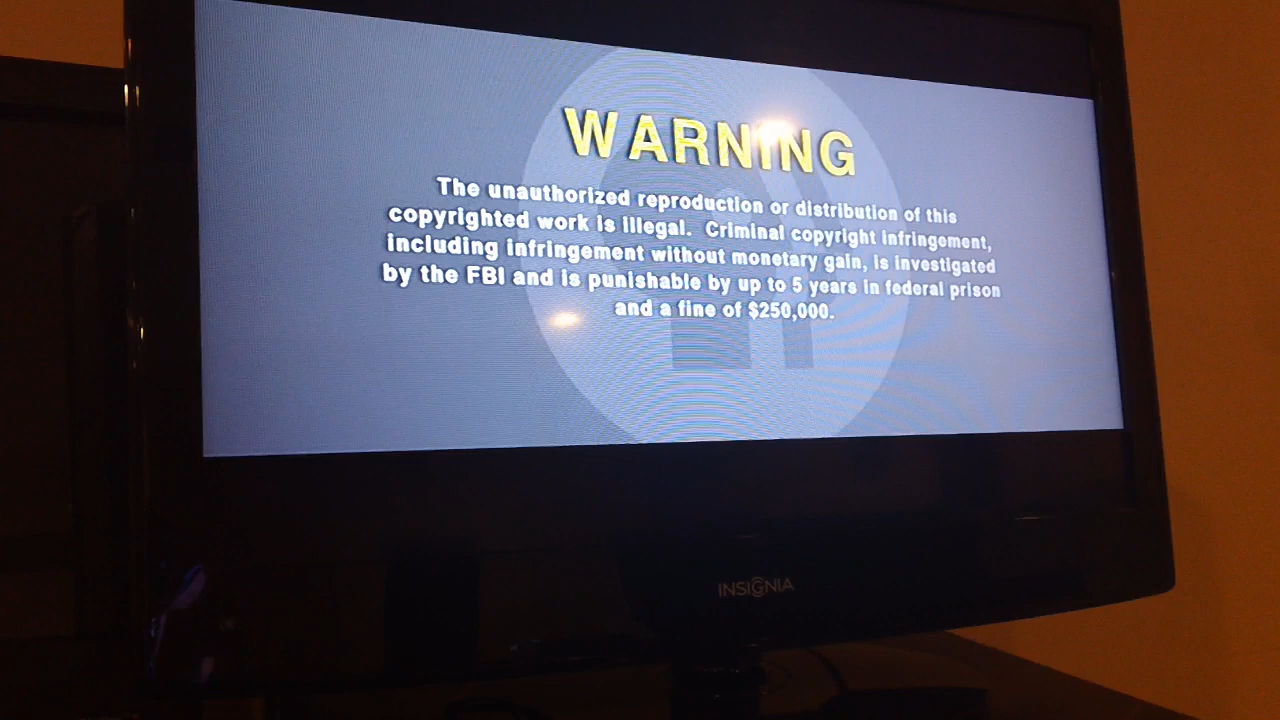 WARNING
The unauthorized reproduction or distribution of this
copyrighted work is illegal. Criminal copyright infringement,
including infringement without monetary gain, is investigated
by the FBI and is punishable by up to 5 years in federal prison
and a fine of $250,000.
INSIGNIA